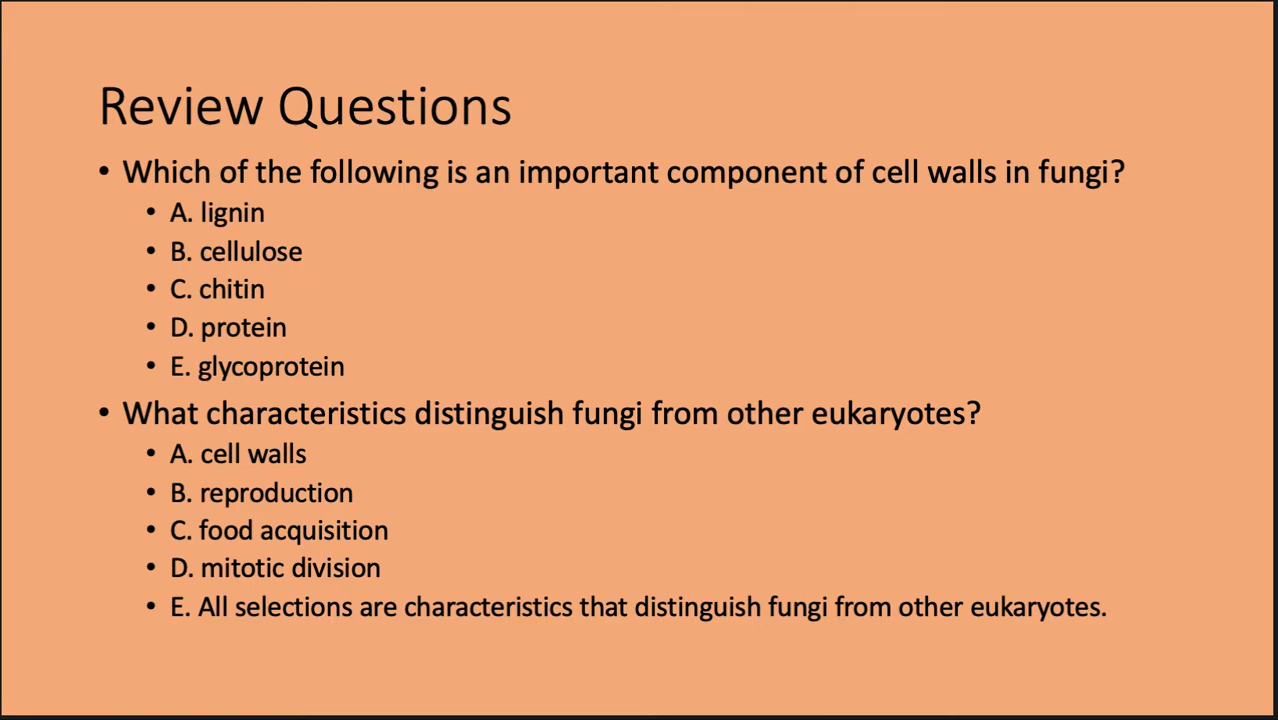 Review Questions
• Which of the following is an important component of cell walls in fungi?
• A. lignin
• B. cellulose
• C. chitin
• D. protein
• E. glycoprotein
• What characteristics distinguish fungi from other eukaryotes?
• A. cell walls
• B. reproduction
• C. food acquisition
• D. mitotic division
• E. All selections are characteristics that distinguish fungi from other eukaryotes.